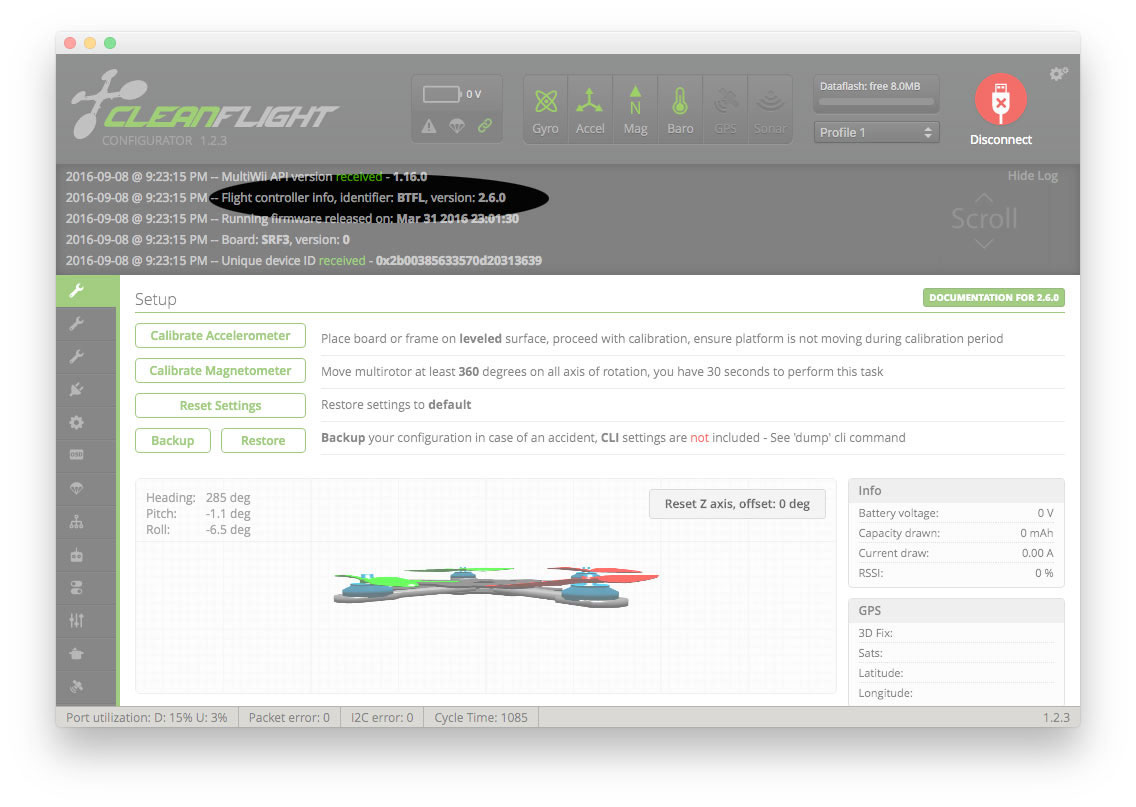 CLEANFLIGHT
CONFIGURATOR 1.2.3
0 V
Gyro
Accel
N
Mag
Baro
GPS
Sonar
Dataflash: free 8.0MB
Profile 1
Disconnect
2016-09-08 @ 9:23:15 PM -- MultiWii API version received - 1.16.0
Hide Log
2016-09-08 @ 9:23:15 PM -- Flight controller info, identifier: BTFL, version: 2.6.0
2016-09-08 @ 9:23:15 PM -- Running firmware released on: Mar 31 2016 23:01:30
Scroll
2016-09-08 @ 9:23:15 PM -- Board: SRF3, version: 0
2016-09-08 @ 9:23:15 PM -- Unique device ID received - 0x2b00385633570d20313639
Setup
DOCUMENTATION FOR 2.6.0
Calibrate Accelerometer
Place board or frame on leveled surface, proceed with calibration, ensure platform is not moving during calibration period
Calibrate Magnetometer
Move multirotor at least 360 degrees on all axis of rotation, you have 30 seconds to perform this task
Reset Settings
Restore settings to default
Backup
Restore
Backup your configuration in case of an accident, CLI settings are not included - See 'dump' cli command
OSD
Heading: 285 deg
Pitch: -1.1 deg
Roll: -6.5 deg
Reset Z axis, offset: 0 deg
Info
Battery voltage: 0 V
Capacity drawn: 0 mAh
Current draw: 0.00 A
RSSI: 0 %
GPS
3D Fix:
Sats:
Latitude:
Longitude:
Port utilization: D: 15% U: 3%
Packet error: 0
I2C error: 0
Cycle Time: 1085
1.2.3